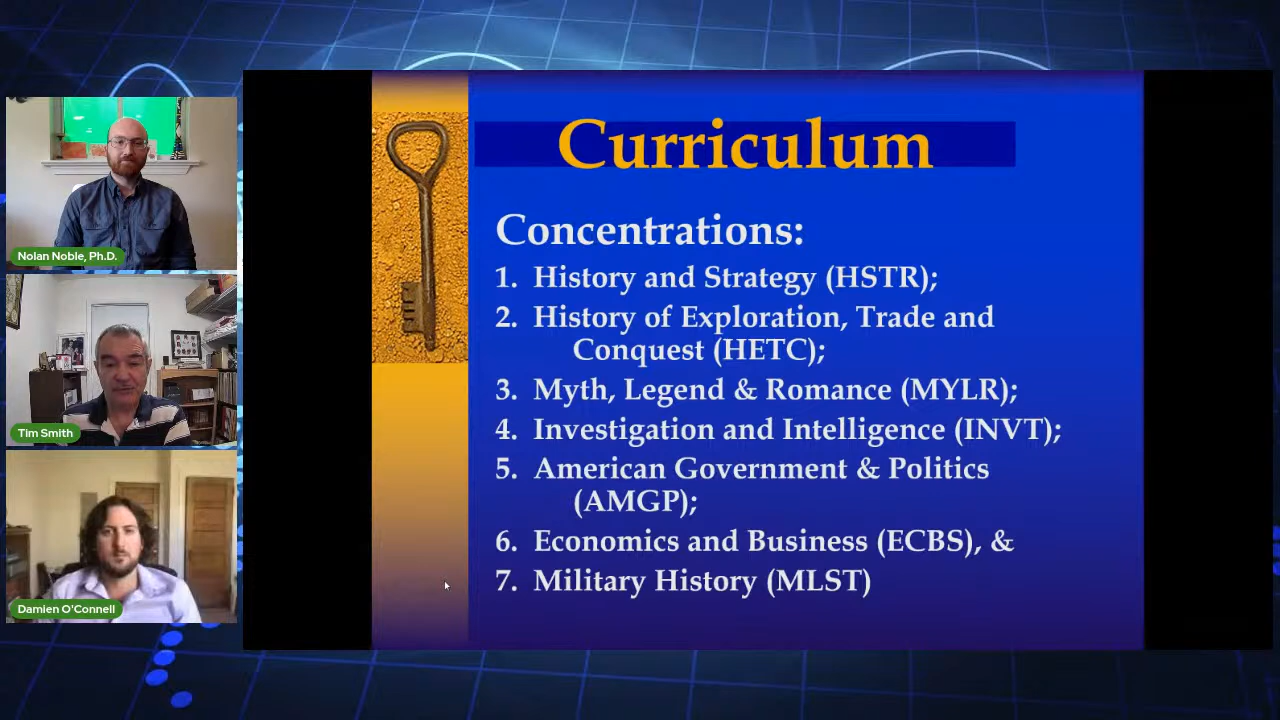 Nolan Noble, Ph.D.
Tim Smith
Damien O'Connell
Curriculum
Concentrations:
1. History and Strategy (HSTR);
2. History of Exploration, Trade and
Conquest (HETC);
3. Myth, Legend & Romance (MYLR);
4. Investigation and Intelligence (INVT);
5. American Government & Politics
(AMGP);
6. Economics and Business (ECBS), &
7. Military History (MLST)